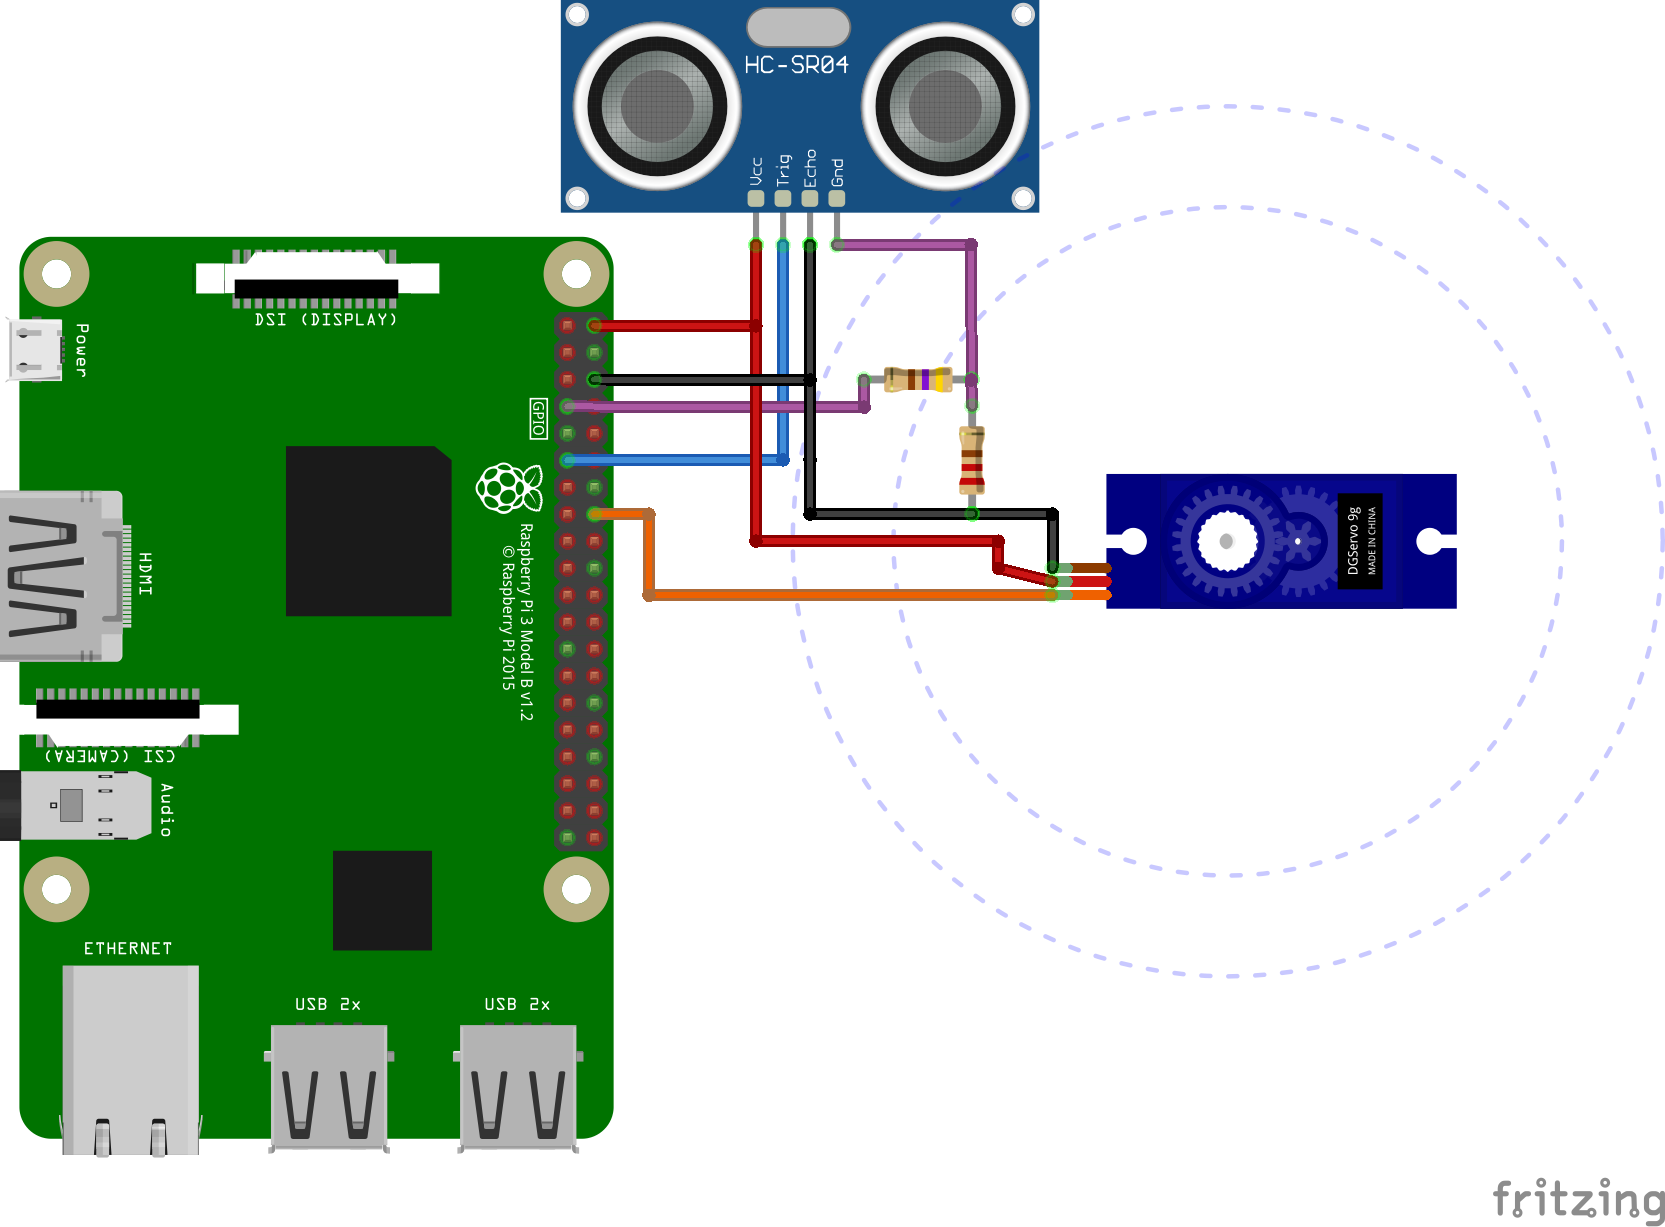 HC-SR04
Vcc
Trig
Echo
Gnd
DSI (DISPLAY)
Power
GPIO
HDMI
Raspberry Pi 3 Model B v1.2
© Raspberry Pi 2015
DGServo 9g
MADE IN CHINA
CSI (CAMERA)
Audio
ETHERNET
USB 2x
USB 2x
fritzing